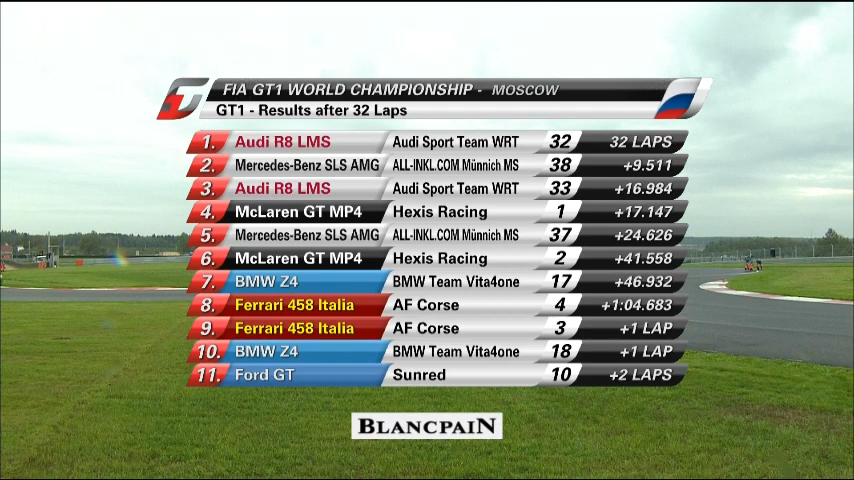 FIA GT1 WORLD CHAMPIONSHIP - MOSCOW
GT1 - Results after 32 Laps
1. Audi R8 LMS Audi Sport Team WRT 32 32 LAPS
2. Mercedes-Benz SLS AMG ALL-INKL.COM Münnich MS 38 +9.511
3. Audi R8 LMS Audi Sport Team WRT 33 +16.984
4. McLaren GT MP4 Hexis Racing 1 +17.147
5. Mercedes-Benz SLS AMG ALL-INKL.COM Münnich MS 37 +24.626
6. McLaren GT MP4 Hexis Racing 2 +41.558
7. BMW Z4 BMW Team Vita4one 17 +46.932
8. Ferrari 458 Italia AF Corse 4 +1:04.683
9. Ferrari 458 Italia AF Corse 3 +1 LAP
10. BMW Z4 BMW Team Vita4one 18 +1 LAP
11. Ford GT Sunred 10 +2 LAPS
BLANCPAIN